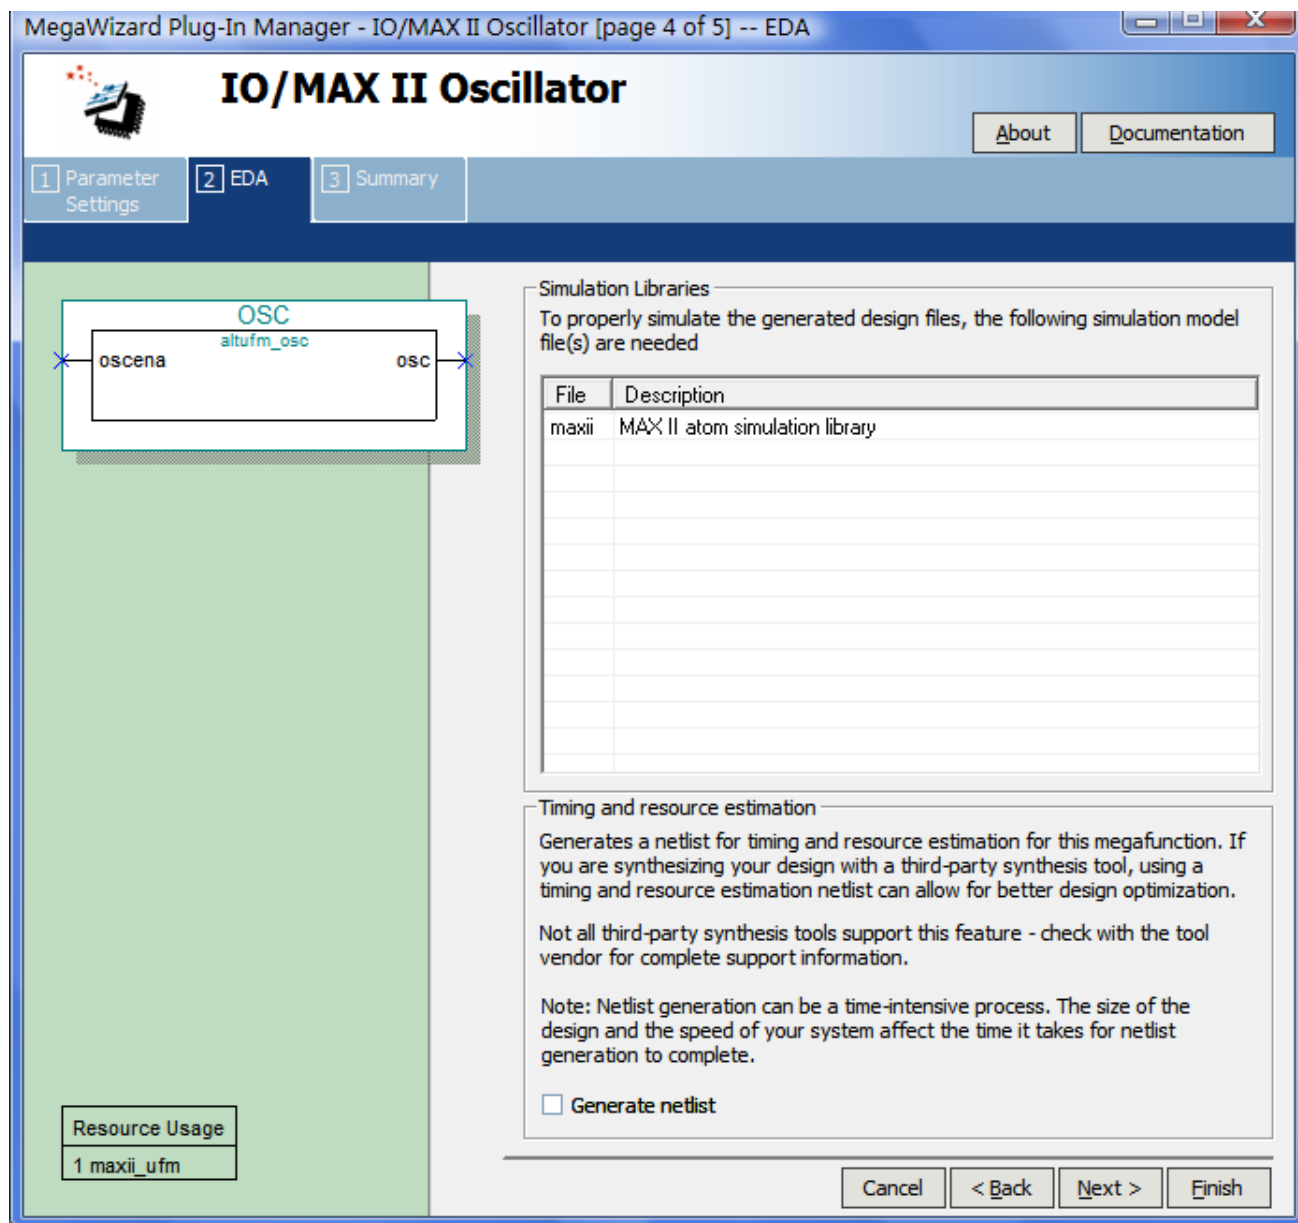 MegaWizard Plug-In Manager - IO/MAX II Oscillator [page 4 of 5] -- EDA
IO/MAX II Oscillator
About
Documentation
1 Parameter
Settings
2 EDA
3 Summary
OSC
altufm_osc
oscena
osc
Resource Usage
1 maxii_ufm
Simulation Libraries
To properly simulate the generated design files, the following simulation model
file(s) are needed
File Description
maxii MAX II atom simulation library
Timing and resource estimation
Generates a netlist for timing and resource estimation for this megafunction. If
you are synthesizing your design with a third-party synthesis tool, using a
timing and resource estimation netlist can allow for better design optimization.
Not all third-party synthesis tools support this feature - check with the tool
vendor for complete support information.
Note: Netlist generation can be a time-intensive process. The size of the
design and the speed of your system affect the time it takes for netlist
generation to complete.
Generate netlist
Cancel
< Back
Next >
Finish